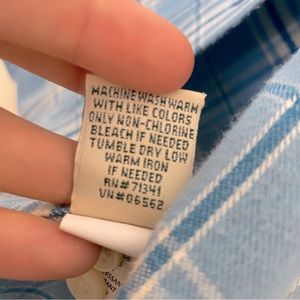 MACHINE WASH WARM
WITH LIKE COLORS
ONLY NON-CHLORINE
BLEACH IF NEEDED
TUMBLE DRY LOW
WARM IRON
IF NEEDED
RN#71341
VN#06562